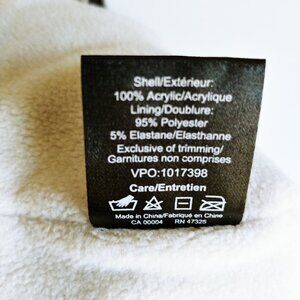 Shell/Extérieur:
100% Acrylic/Acrylique
Lining/Doublure:
95% Polyester
5% Elastane/Elasthanne
Exclusive of trimming/
Garnitures non comprises
VPO:1017398
Care/Entretien
Made in China/Fabriqué en Chine
CA 00004 RN 47325